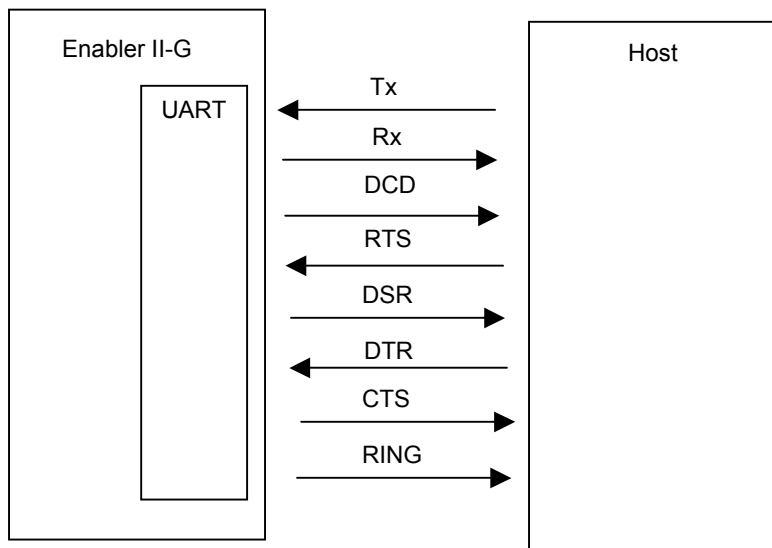 Enabler II-G
Host
UART
Tx
Rx
DCD
RTS
DSR
DTR
CTS
RING